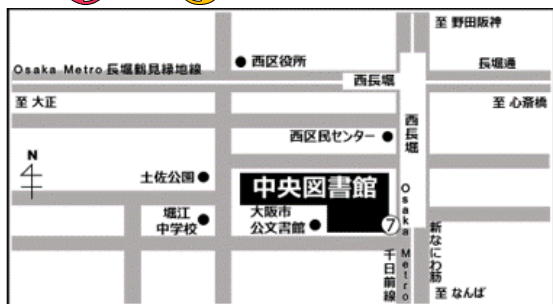 至 野田阪神
Osaka Metro 長堀鶴見緑地線
西区役所
長堀通
西長堀
至 大正
至 心斎橋
西区民センター
西長堀
N
土佐公園
中央図書館
堀江
中学校
大阪市
公文書館
⑦
Osaka Metro
千日前線
新なにわ筋
至 なんば